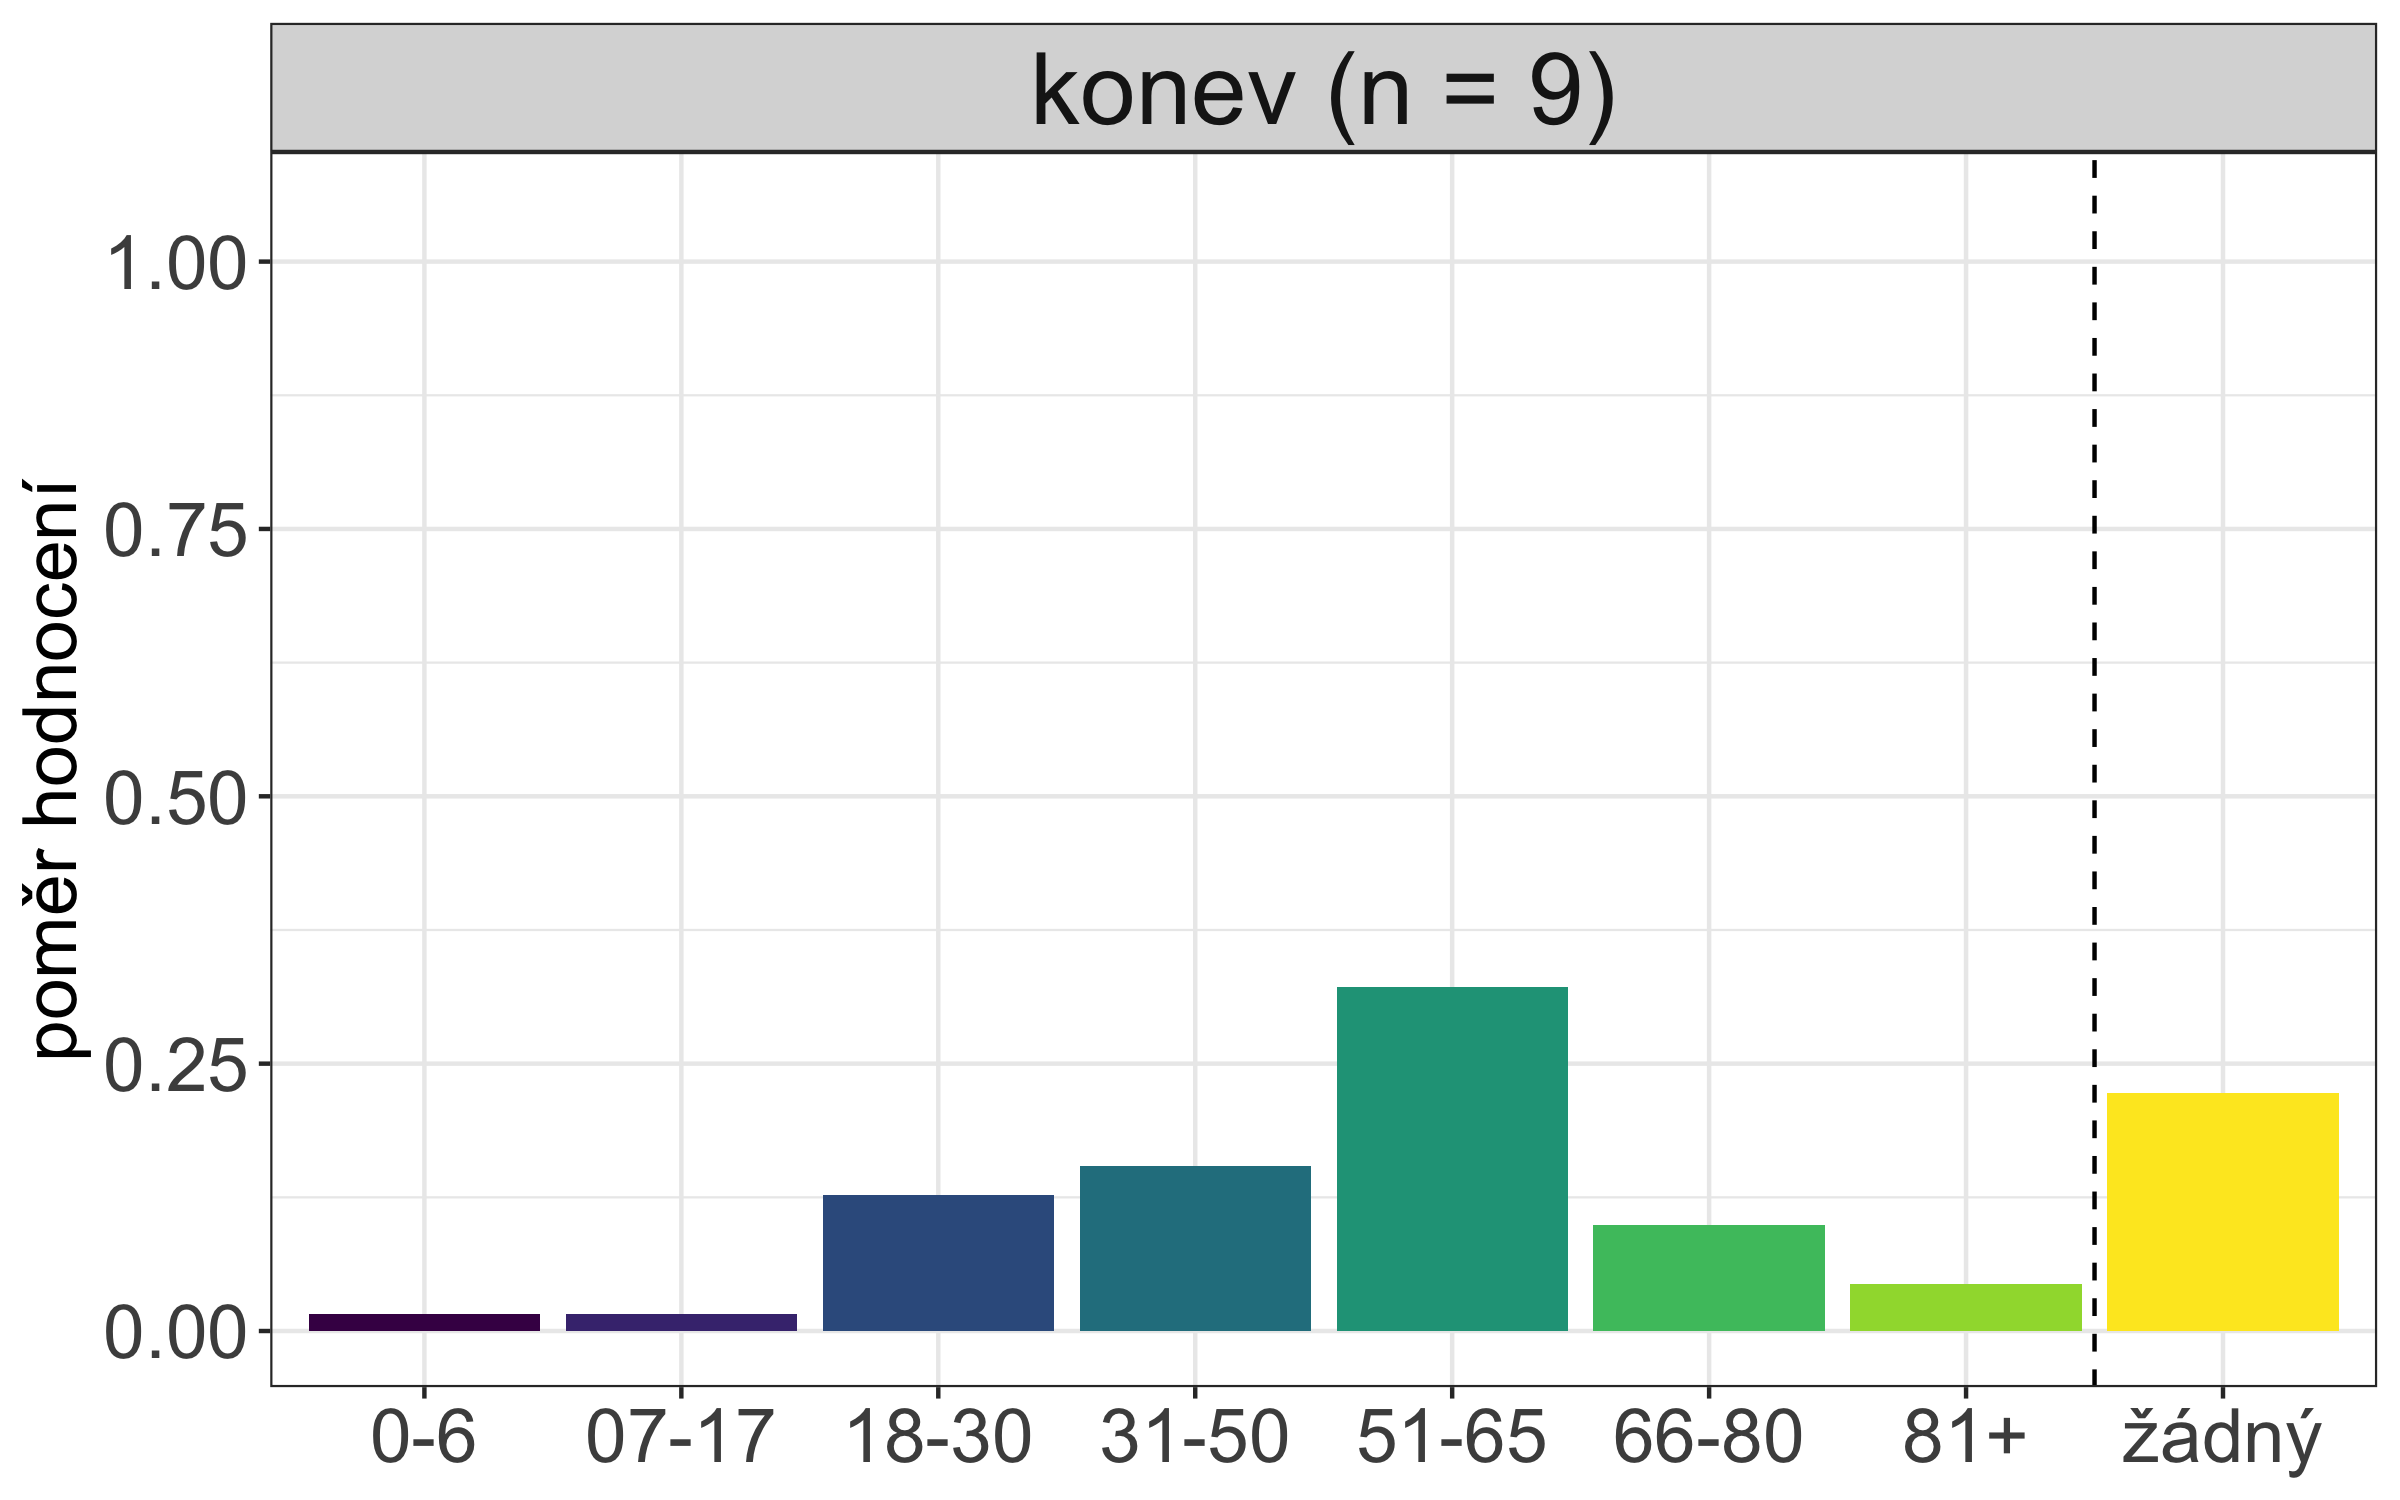 konev (n = 9)
poměr hodnocení
1.00
0.75
0.50
0.25
0.00
0-6 07-17 18-30 31-50 51-65 66-80 81+ žádný